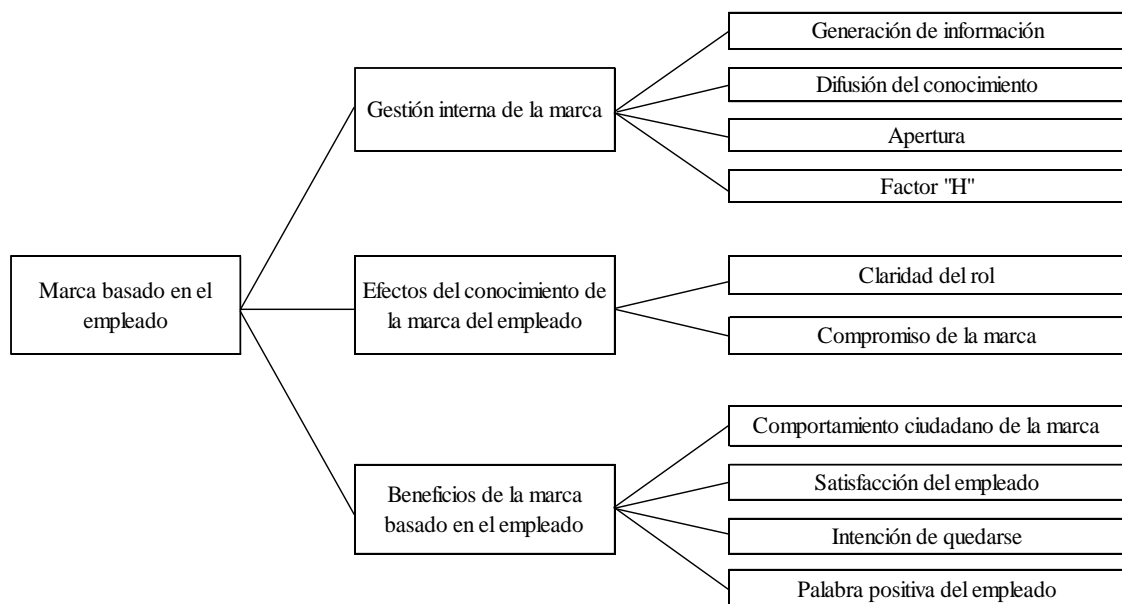 Marca basado en el
empleado
Gestión interna de la marca
Generación de información
Difusión del conocimiento
Apertura
Factor "H"
Efectos del conocimiento de
la marca del empleado
Claridad del rol
Compromiso de la marca
Beneficios de la marca
basado en el empleado
Comportamiento ciudadano de la marca
Satisfacción del empleado
Intención de quedarse
Palabra positiva del empleado